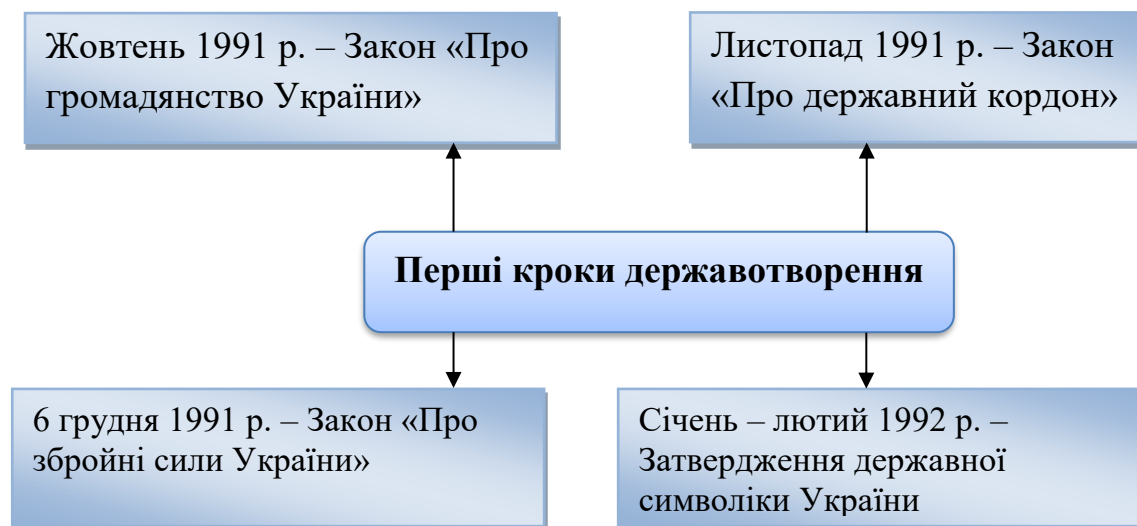 Жовтень 1991 р. – Закон «Про
громадянство України»
Листопад 1991 р. – Закон
«Про державний кордон»
Перші кроки державотворення
6 грудня 1991 р. – Закон «Про
збройні сили України»
Січень – лютий 1992 р. –
Затвердження державної
символіки України